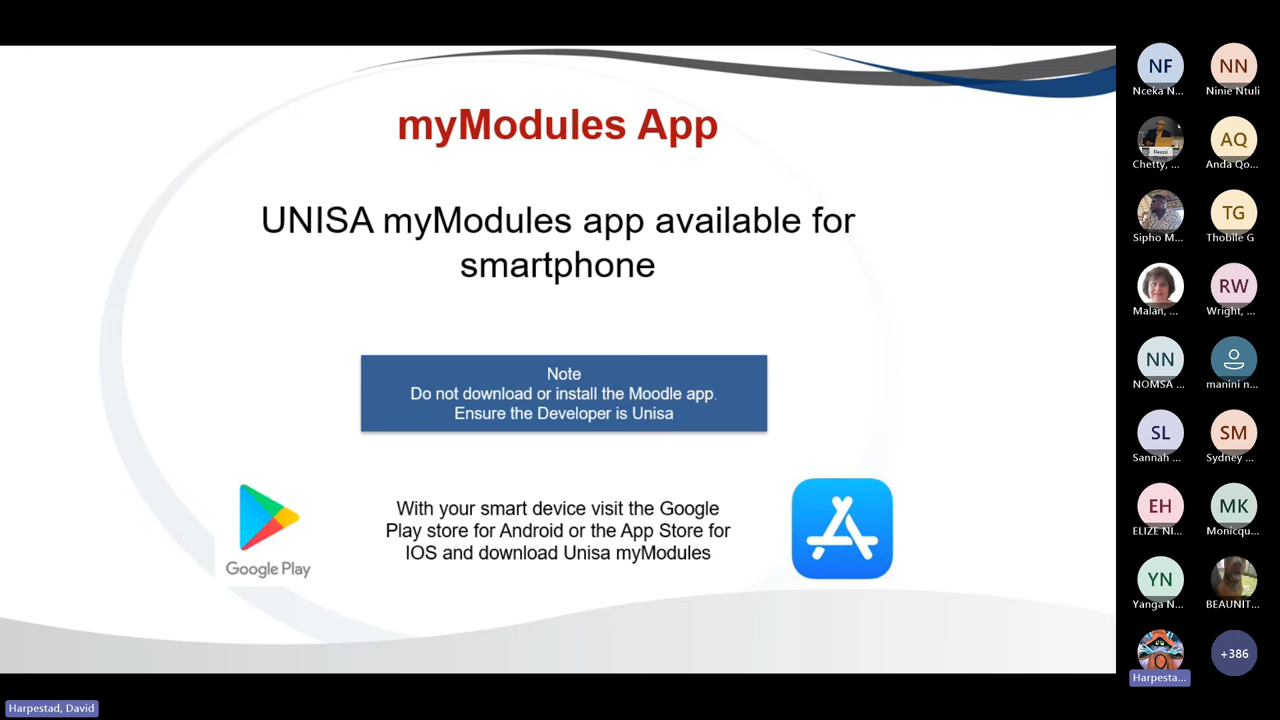 myModules App
UNISA myModules app available for
smartphone
Note
Do not download or install the Moodle app.
Ensure the Developer is Unisa
With your smart device visit the Google
Play store for Android or the App Store for
IOS and download Unisa myModules
Google Play
NF
Nceka N...
NN
Ninie Ntuli
Chetty, ...
AQ
Anda Qo...
Sipho M...
TG
Thobile G
Malan, ...
RW
Wright, ...
NN
NOMSA ...
manini n...
SL
Sannah ...
SM
Sydney ...
EH
ELIZE NI...
MK
Monicqu...
YN
Yanga N...
BEAUNIT...
Harpesta...
+386
Harpestad, David